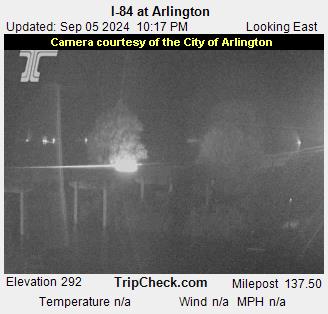 I-84 at Arlington
Updated: Sep 05 2024 10:17 PM Looking East
Camera courtesy of the City of Arlington
Elevation 292 TripCheck.com Milepost 137.50
Temperature n/a Wind n/a MPH n/a